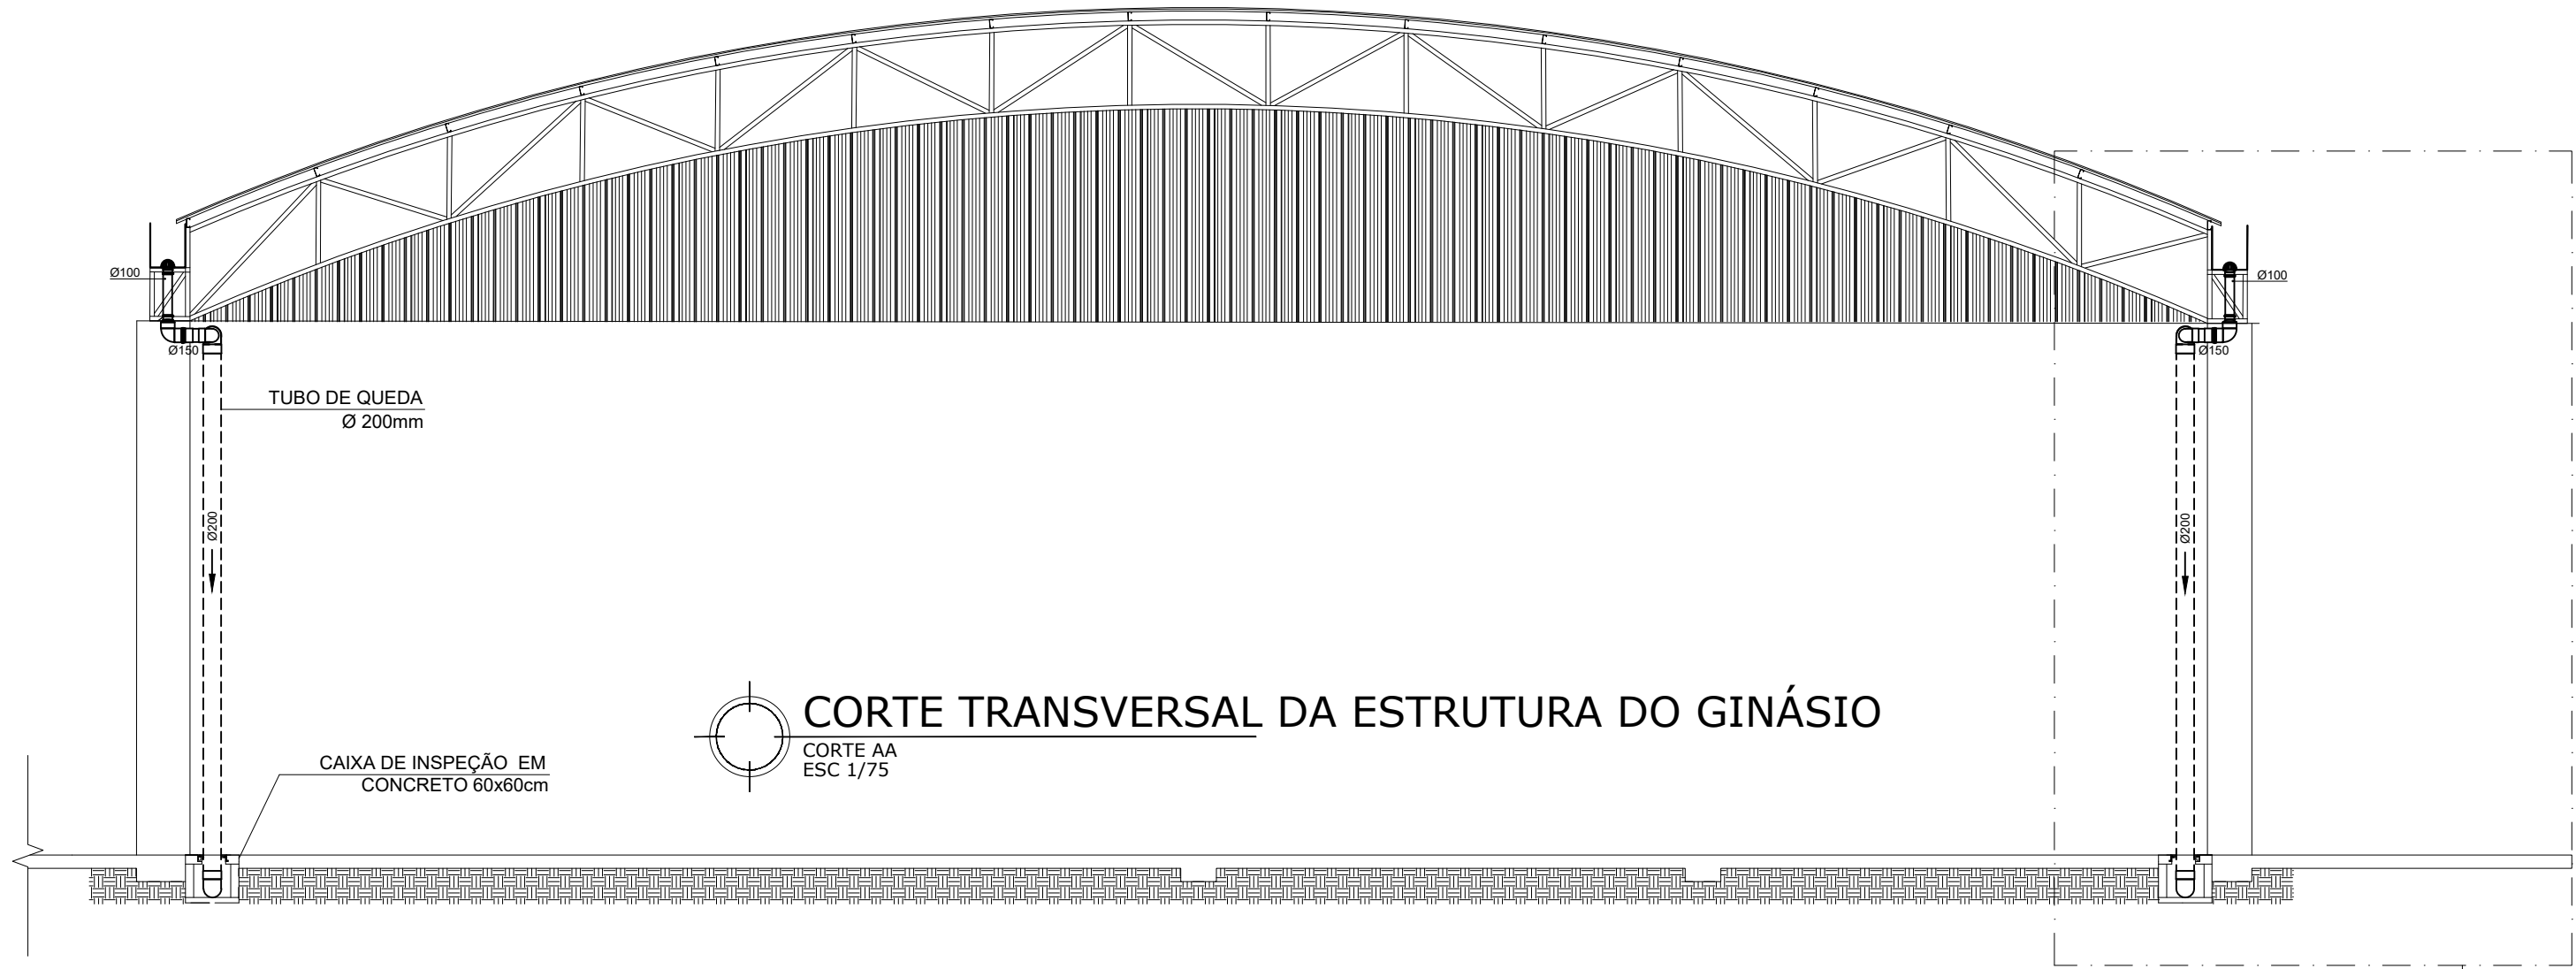 Ø100
Ø100
Ø150
Ø150
TUBO DE QUEDA
Ø 200mm
Ø200
Ø200
CORTE TRANSVERSAL DA ESTRUTURA DO GINÁSIO
CORTE AA
ESC 1/75
CAIXA DE INSPEÇÃO EM
CONCRETO 60x60cm